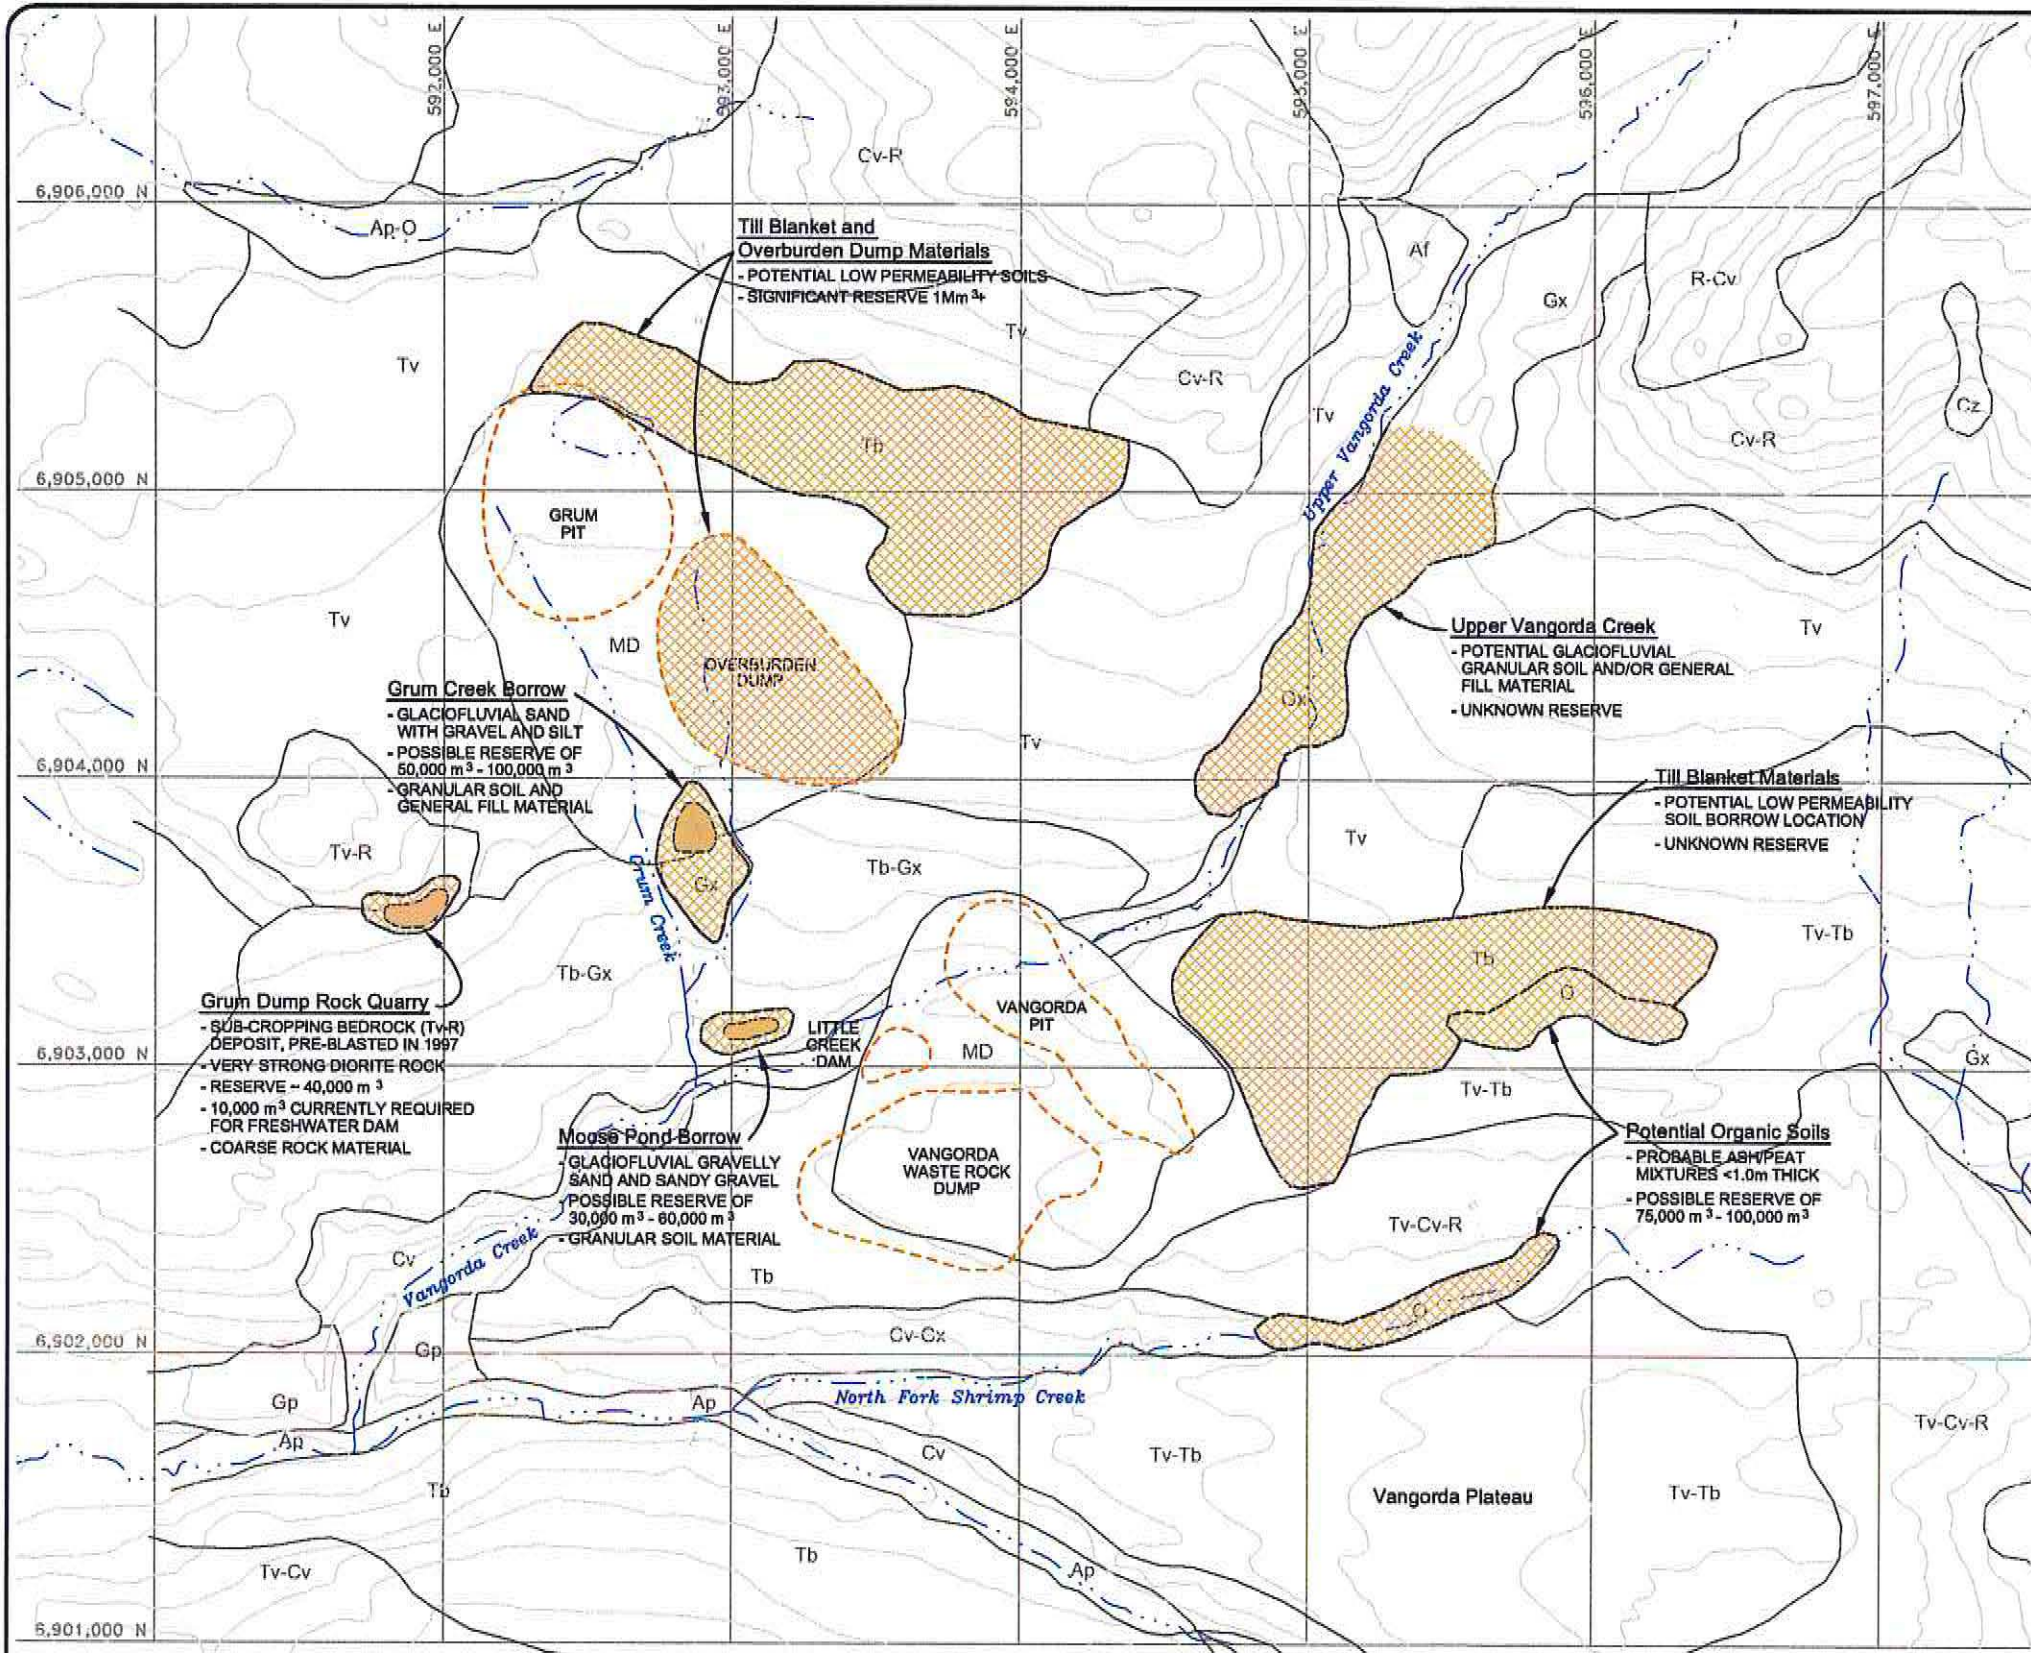 592,000 E
593,000 E
594,000 E
595,000 E
596,000 E
597,000 E
Cv-R
6,906,000 N
Ap-O
Till Blanket and
Overburden Dump Materials
- POTENTIAL LOW PERMEABILITY SOILS
- SIGNIFICANT RESERVE 1Mm³+
Af
Gx
R-Cv
Tv
Tv
Cv-R
Tv
Upper Vangorda Creek
Cz
Cv-R
Tb
6,905,000 N
GRUM
PIT
Tv
MD
OVERBURDEN
DUMP
Upper Vangorda Creek
- POTENTIAL GLACIOFLUVIAL
GRANULAR SOIL AND/OR GENERAL
FILL MATERIAL
- UNKNOWN RESERVE
Tv
Grum Creek Borrow
- GLACIOFLUVIAL SAND
WITH GRAVEL AND SILT
- POSSIBLE RESERVE OF
50,000 m³ - 100,000 m³
- GRANULAR SOIL AND
GENERAL FILL MATERIAL
Gx
Tv
6,904,000 N
Till Blanket Materials
- POTENTIAL LOW PERMEABILITY
SOIL BORROW LOCATION
- UNKNOWN RESERVE
Tv-R
Tv
Tb-Gx
Gx
Grum Creek
Tv-Tb
Tb
Tb-Gx
O
Grum Dump Rock Quarry
- SUB-CROPPING BEDROCK (Tv-R)
DEPOSIT, PRE-BLASTED IN 1997
- VERY STRONG DIORITE ROCK
- RESERVE ~ 40,000 m³
- 10,000 m³ CURRENTLY REQUIRED
FOR FRESHWATER DAM
- COARSE ROCK MATERIAL
LITTLE
CREEK
DAM
VANGORDA
PIT
MD
6,903,000 N
Gx
Tv-Tb
Moose Pond Borrow
- GLACIOFLUVIAL GRAVELLY
SAND AND SANDY GRAVEL
- POSSIBLE RESERVE OF
30,000 m³ - 60,000 m³
- GRANULAR SOIL MATERIAL
VANGORDA
WASTE ROCK
DUMP
Potential Organic Soils
- PROBABLE ASH/PEAT
MIXTURES <1.0m THICK
- POSSIBLE RESERVE OF
75,000 m³ - 100,000 m³
Tv-Cv-R
Cv
Vangorda Creek
Tb
O
6,902,000 N
Gp
Cv-Cx
Gp
Ap
North Fork Shrimp Creek
Ap
Cv
Tv-Tb
Tv-Cv-R
Tb
Vangorda Plateau
Tv-Tb
Tv-Cv
Tb
Ap
6,901,000 N